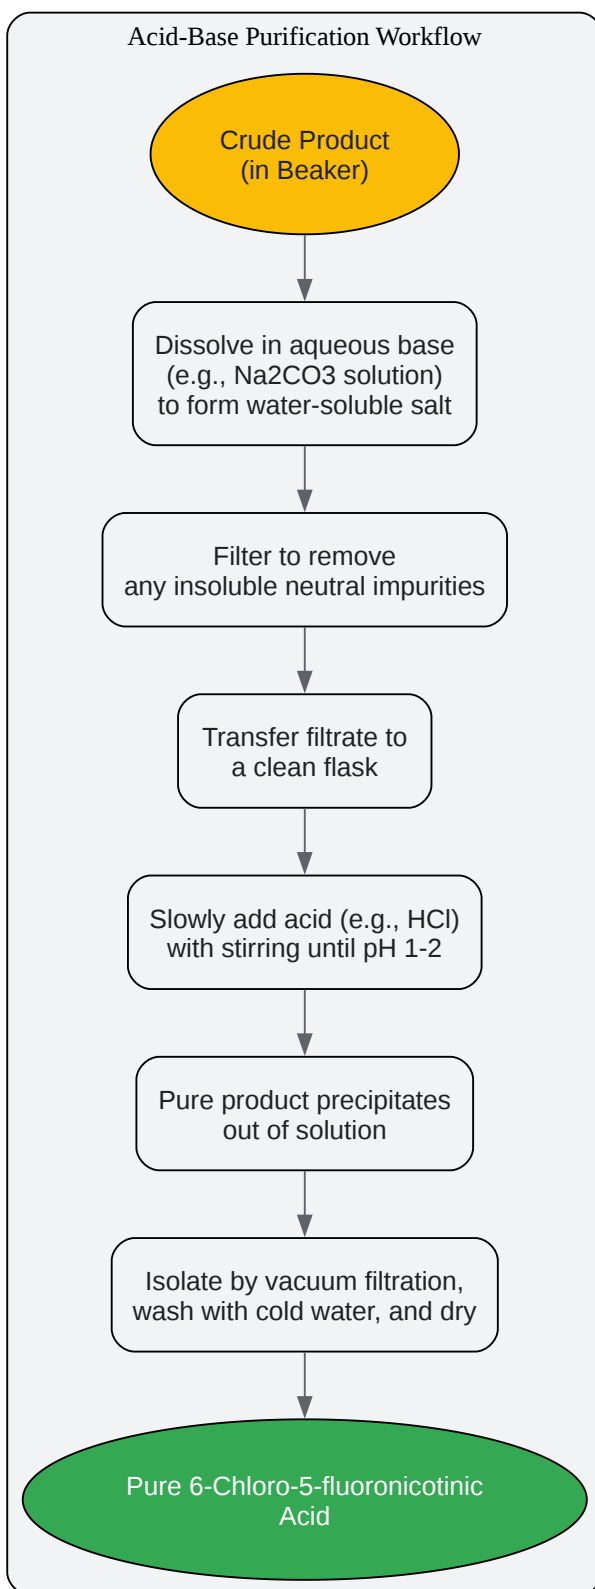 Acid-Base Purification Workflow
Crude Product
(in Beaker)
Dissolve in aqueous base
(e.g., Na2CO3 solution)
to form water-soluble salt
Filter to remove
any insoluble neutral impurities
Transfer filtrate to
a clean flask
Slowly add acid (e.g., HCl)
with stirring until pH 1-2
Pure product precipitates
out of solution
Isolate by vacuum filtration,
wash with cold water, and dry
Pure 6-Chloro-5-fluoronicotinic
Acid